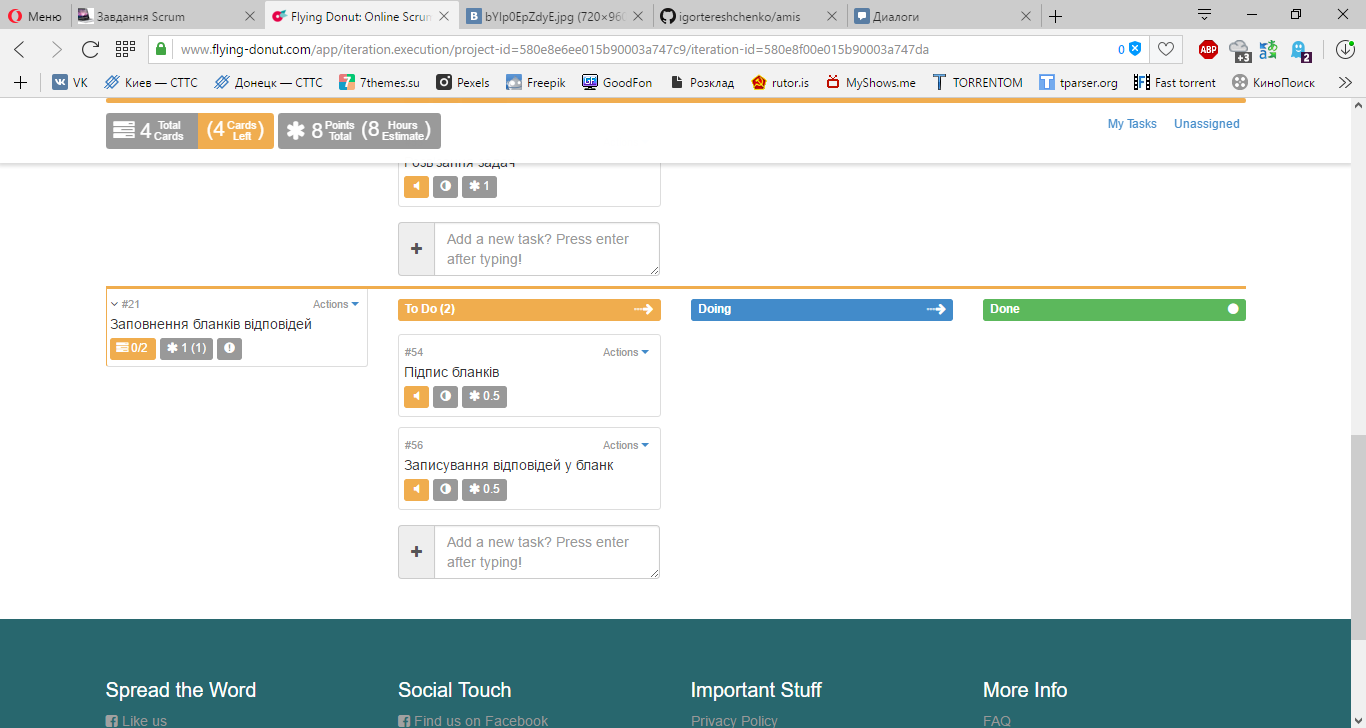 Меню
Завдання Scrum
Flying Donut: Online Scrum
bYIp0EpZdyE.jpg (720×960
igortereshchenko/amis
Диалоги
www.flying-donut.com/app/iteration.execution/project-id=580e8e6ee015b90003a747c9/iteration-id=580e8f00e015b90003a747da
0
ABP
+3
2
VK
Киев — СТТС
Донецк — СТТС
7themes.su
Pexels
Freepik
GoodFon
Розклад
rutor.is
MyShows.me
TORRENTOM
tparser.org
Fast torrent
КиноПоиск
4 Total Cards
(4 Cards Left)
8 Points Total (8 Hours Estimate)
My Tasks
Unassigned
Розв'язання задач
1
Add a new task? Press enter
after typing!
#21
Actions
Заповнення бланків відповідей
0/2
1 (1)
To Do (2)
Doing
Done
#54
Actions
Підпис бланків
0.5
#56
Actions
Записування відповідей у бланк
0.5
Add a new task? Press enter
after typing!
Spread the Word
Social Touch
Important Stuff
More Info
Like us
Find us on Facebook
Privacy Policy
FAQ